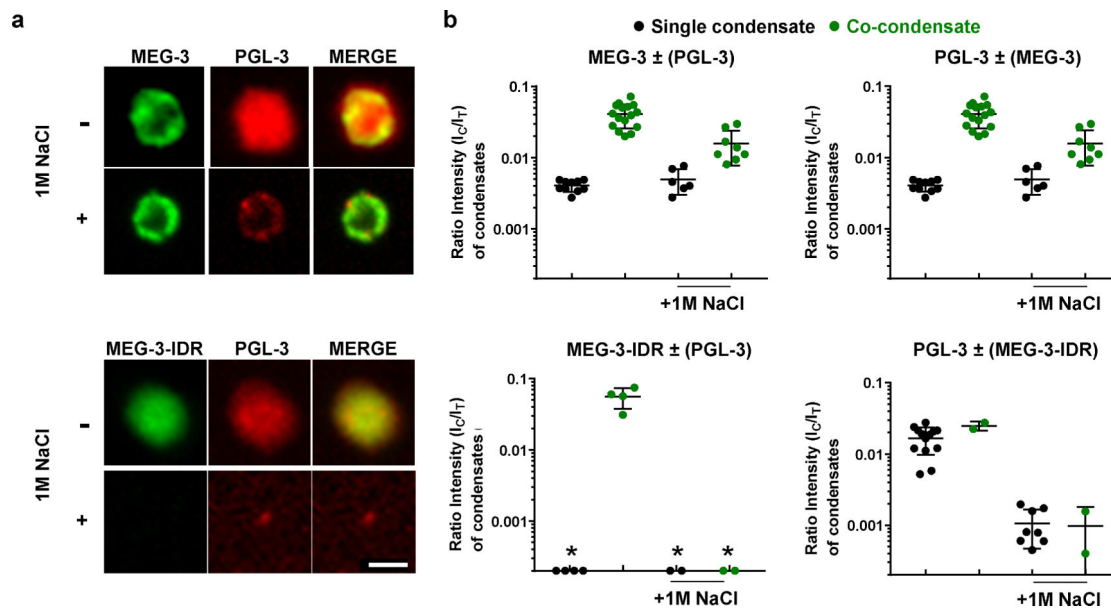 a
MEG-3 PGL-3 MERGE
1M NaCl
-
+
MEG-3-IDR PGL-3 MERGE
1M NaCl
-
+
b
Single condensate Co-condensate
MEG-3 ± (PGL-3)
Ratio Intensity (IC/IT)
of condensates
0.1
0.01
0.001
+1M NaCl
PGL-3 ± (MEG-3)
Ratio Intensity (IC/IT)
of condensates
0.1
0.01
0.001
+1M NaCl
MEG-3-IDR ± (PGL-3)
Ratio Intensity (IC/IT)
of condensates (
0.1
0.01
0.001
* * *
+1M NaCl
PGL-3 ± (MEG-3-IDR)
Ratio Intensity (IC/IT)
of condensates
0.1
0.01
0.001
+1M NaCl